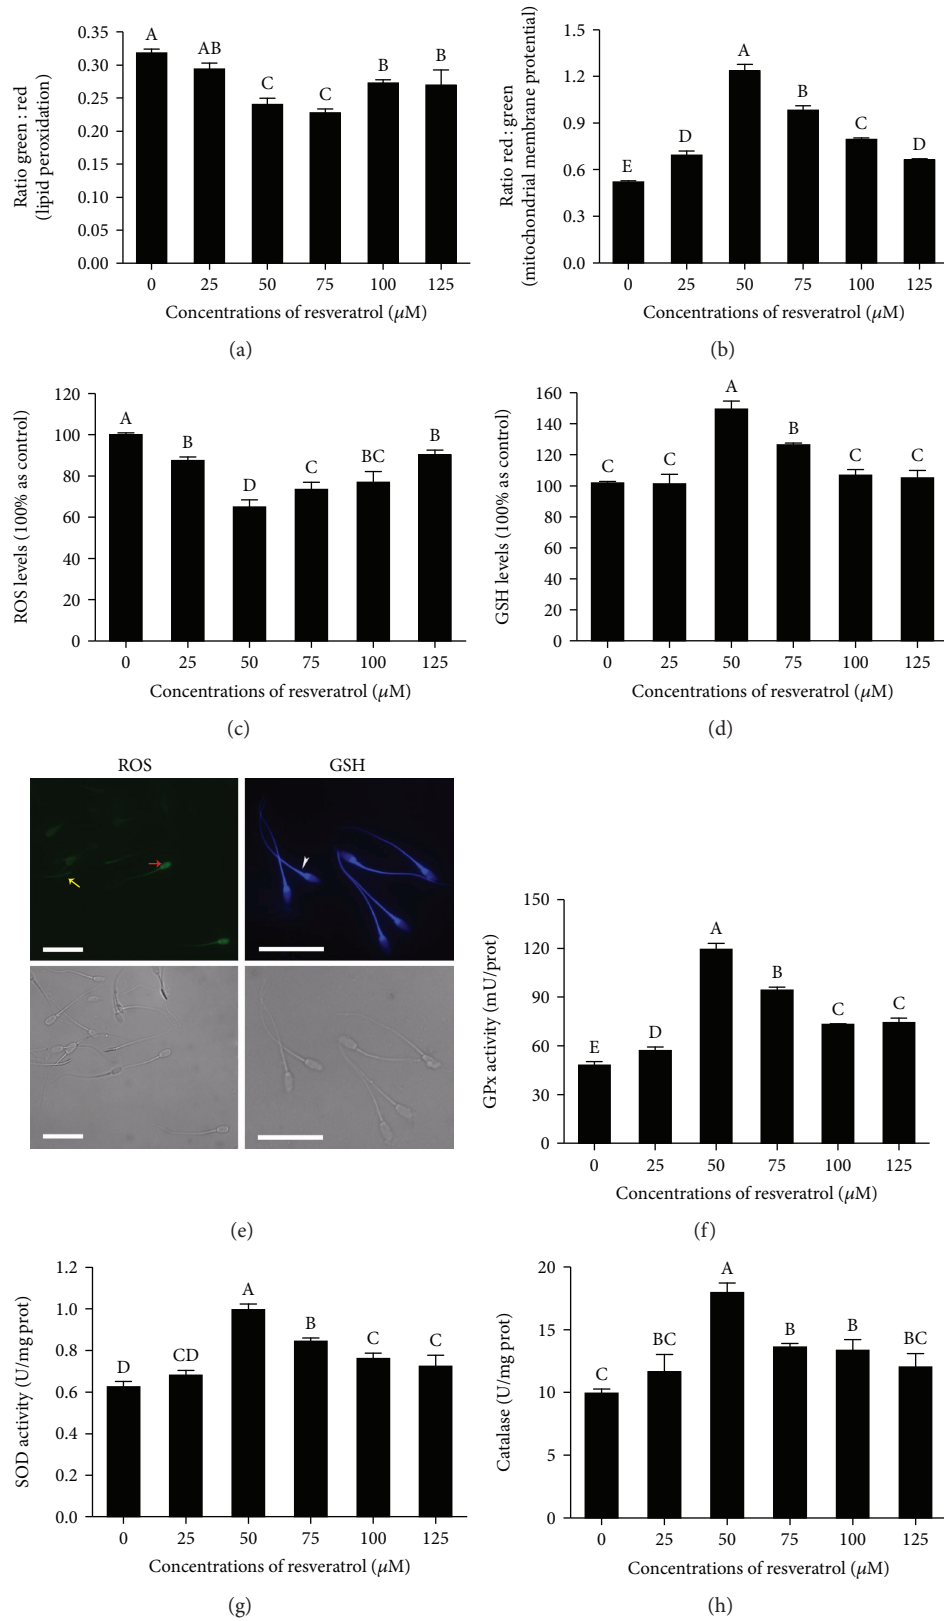 Ratio green : red
(lipid peroxidation)
0.35
0.30
0.25
0.20
0.15
0.10
0.05
0.00
A
AB
C
C
B
B
0 25 50 75 100 125
Concentrations of resveratrol (μM)
(a)
Ratio red : green
(mitochondrial membrane protential)
1.5
1.2
0.9
0.6
0.3
0.0
E
D
A
B
C
D
0 25 50 75 100 125
Concentrations of resveratrol (μM)
(b)
ROS levels (100% as control)
120
100
80
60
40
20
0
A
B
D
C
BC
B
0 25 50 75 100 125
Concentrations of resveratrol (μM)
(c)
GSH levels (100% as control)
160
140
120
100
80
60
40
20
0
C
C
A
B
C
C
0 25 50 75 100 125
Concentrations of resveratrol (μM)
(d)
ROS GSH
(e)
GPx activity (mU/prot)
150
120
90
60
30
0
E
D
A
B
C
C
0 25 50 75 100 125
Concentrations of resveratrol (μM)
(f)
SOD activity (U/mg prot)
1.2
1.0
0.8
0.6
0.4
0.2
0.0
D
CD
A
B
C
C
0 25 50 75 100 125
Concentrations of resveratrol (μM)
(g)
Catalase (U/mg prot)
20
15
10
5
0
C
BC
A
B
B
BC
0 25 50 75 100 125
Concentrations of resveratrol (μM)
(h)